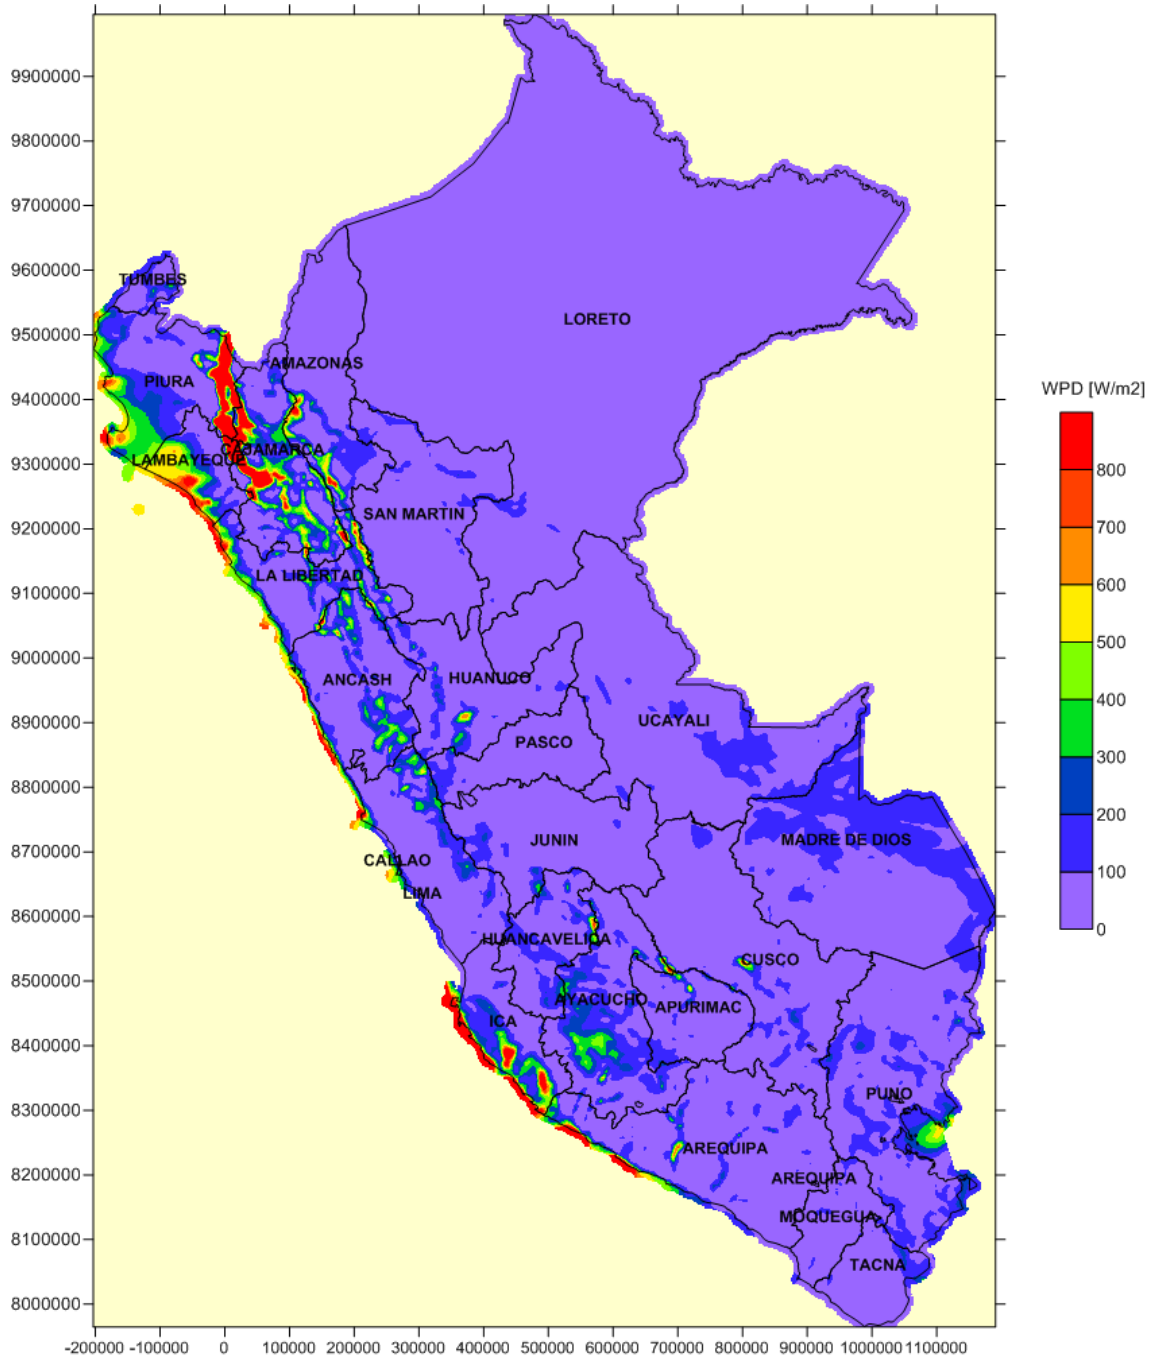 9900000
9800000
9700000
9600000
TUMBES
9500000
LORETO
AMAZONAS
PIURA
9400000
WPD [W/m2]
CAJAMARCA
9300000
LAMBAYEQUE
800
SAN MARTIN
700
9200000
600
LA LIBERTAD
9100000
500
400
9000000
ANCASH
HUANUCO
300
8900000
UCAYALI
PASCO
200
8800000
JUNIN
MADRE DE DIOS
100
8700000
CALLAO
LIMA
0
8600000
HUANCAVELICA
CUSCO
8500000
AYACUCHO
APURIMAC
ICA
8400000
PUNO
8300000
AREQUIPA
8200000
AREQUIPA
MOQUEGUA
8100000
TACNA
8000000
-200000 -100000 0 100000 200000 300000 400000 500000 600000 700000 800000 900000 1000000 1100000